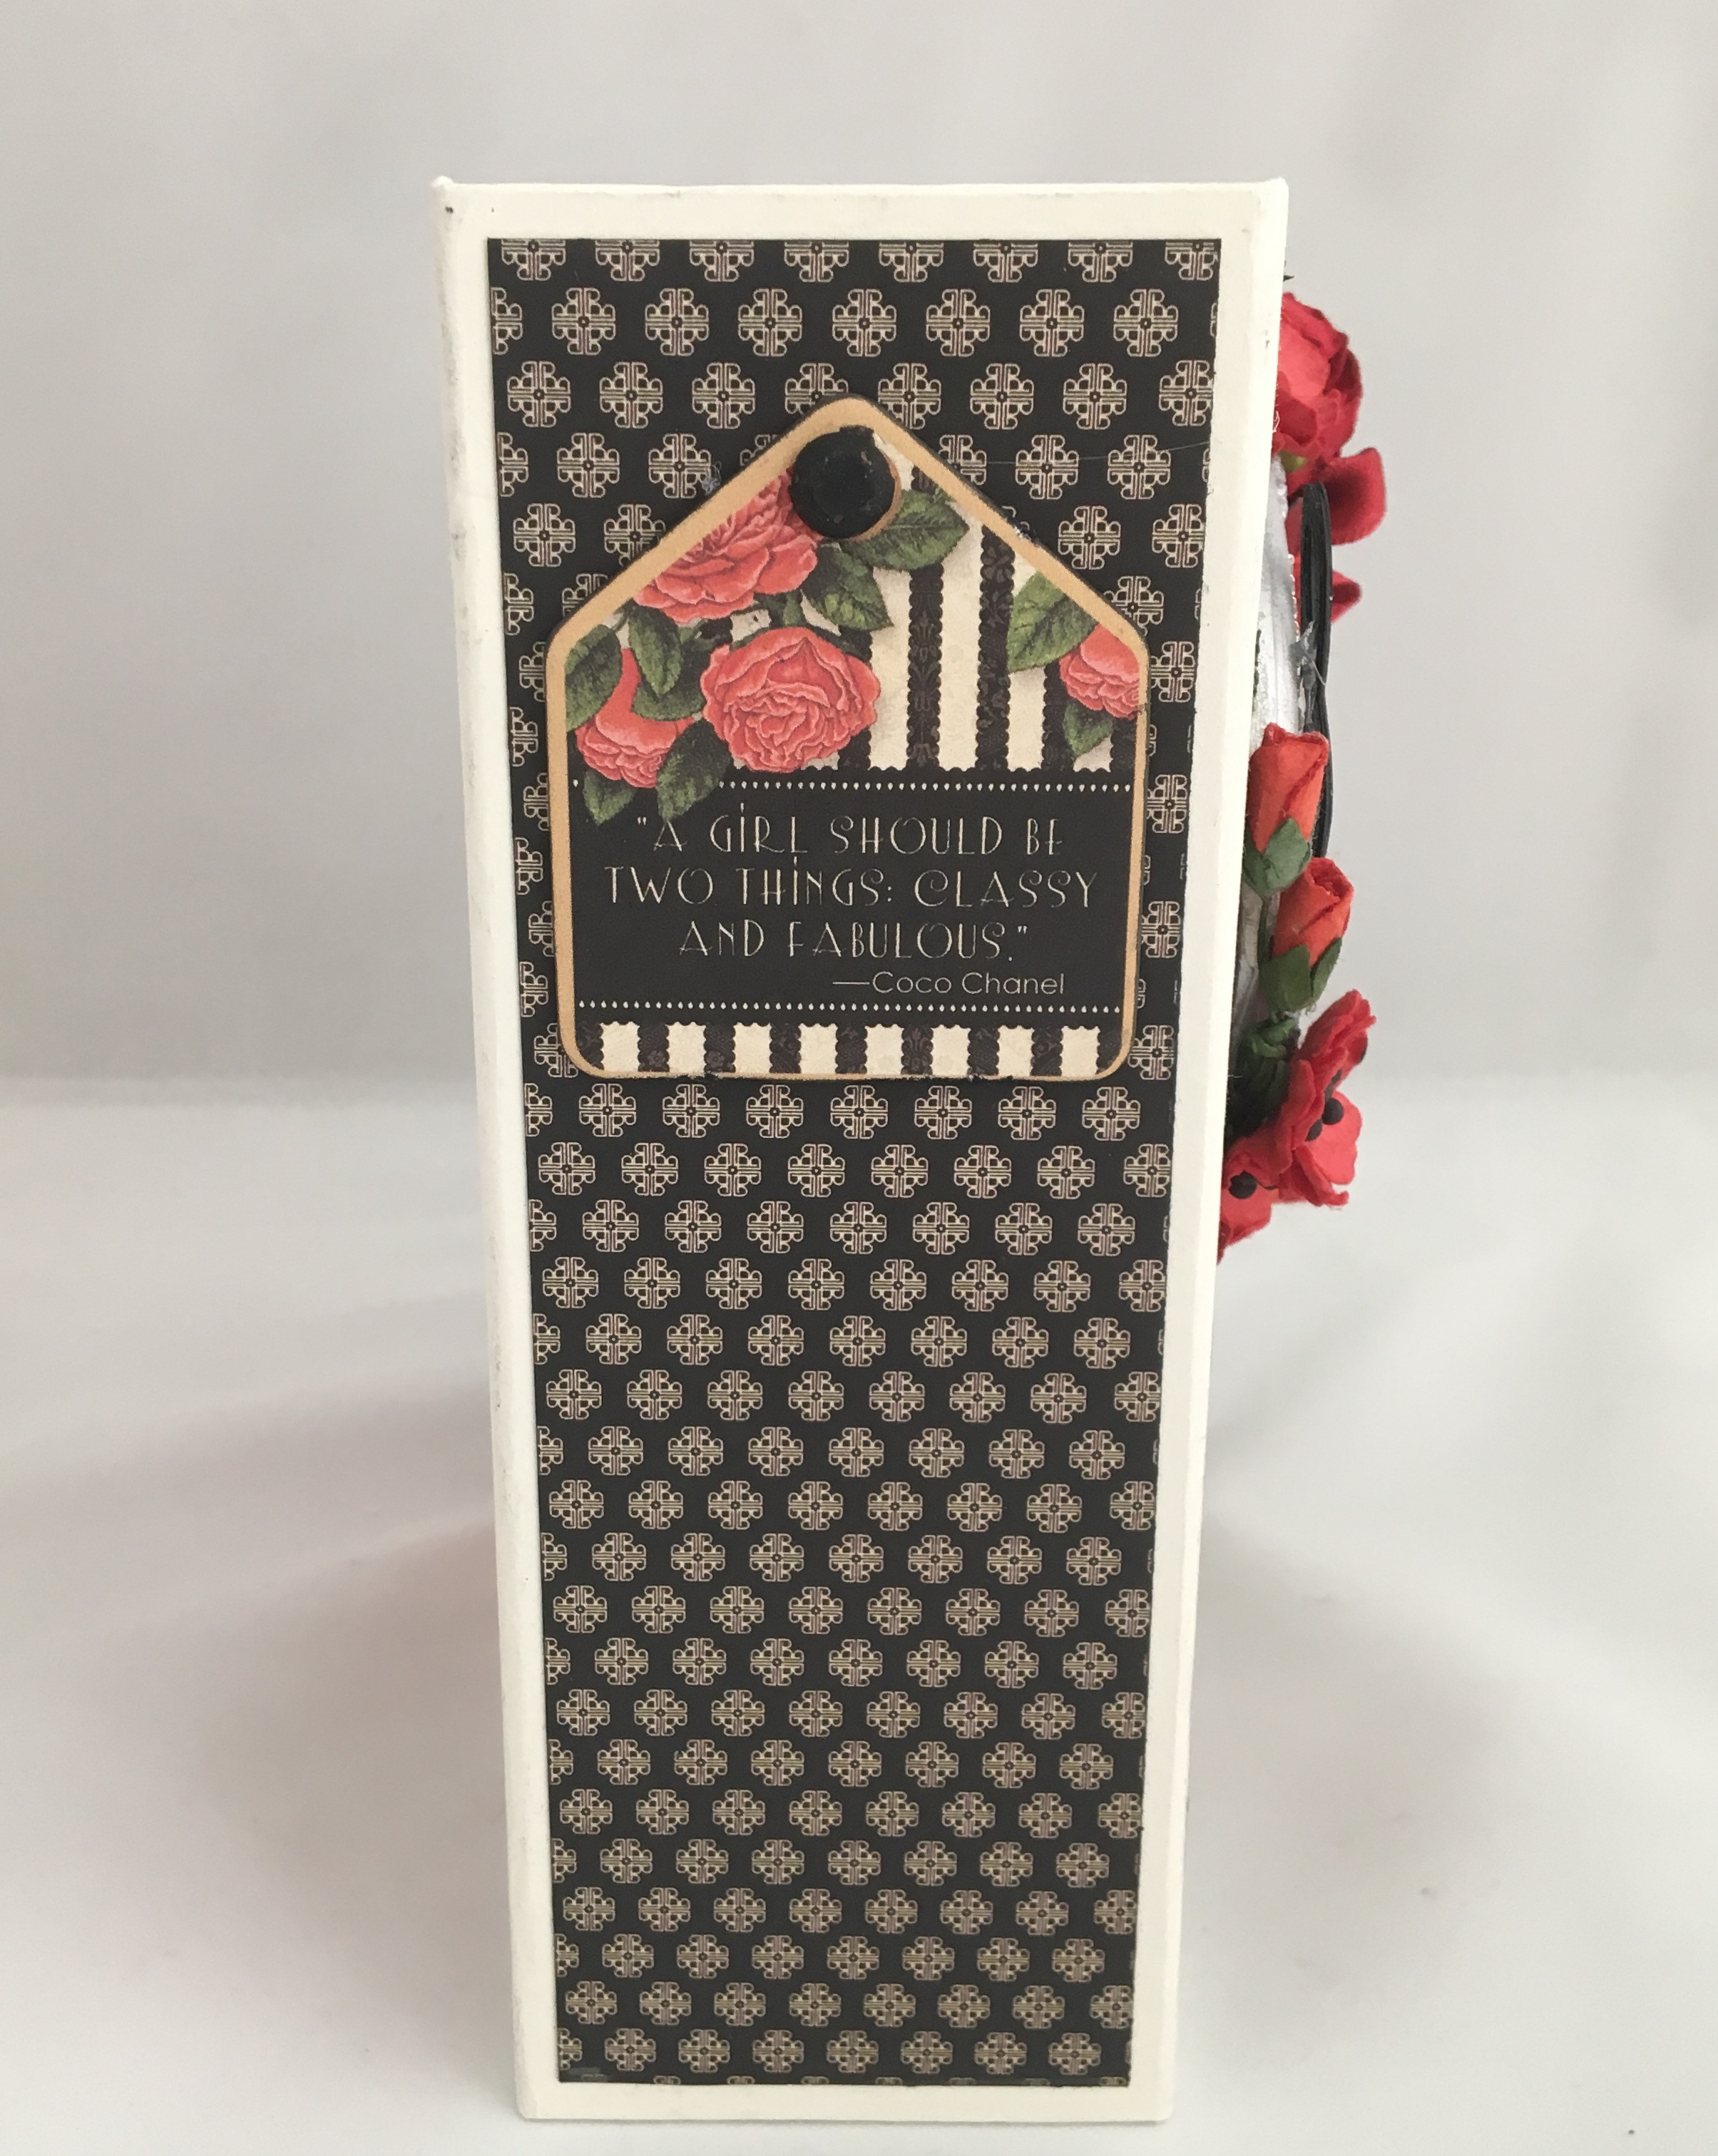 "A GIRL SHOULD BE
TWO THINGS: CLASSY
AND FABULOUS."
—Coco Chanel